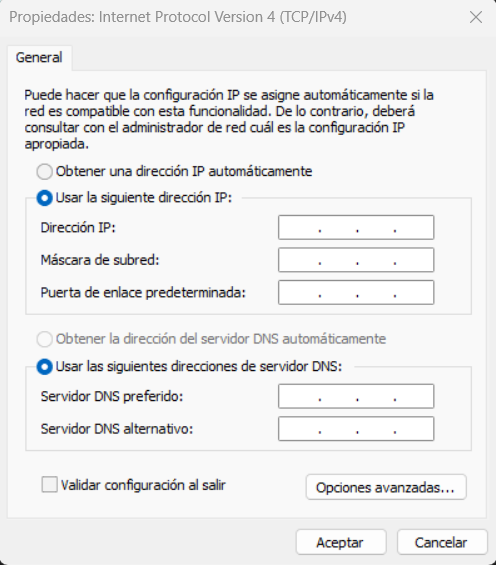 Propiedades: Internet Protocol Version 4 (TCP/IPv4)
General
Puede hacer que la configuración IP se asigne automáticamente si la
red es compatible con esta funcionalidad. De lo contrario, deberá
consultar con el administrador de red cuál es la configuración IP
apropiada.
Obtener una dirección IP automáticamente
Usar la siguiente dirección IP:
Dirección IP: . . .
Máscara de subred: . . .
Puerta de enlace predeterminada: . . .
Obtener la dirección del servidor DNS automáticamente
Usar las siguientes direcciones de servidor DNS:
Servidor DNS preferido: . . .
Servidor DNS alternativo: . . .
Validar configuración al salir
Opciones avanzadas...
Aceptar
Cancelar